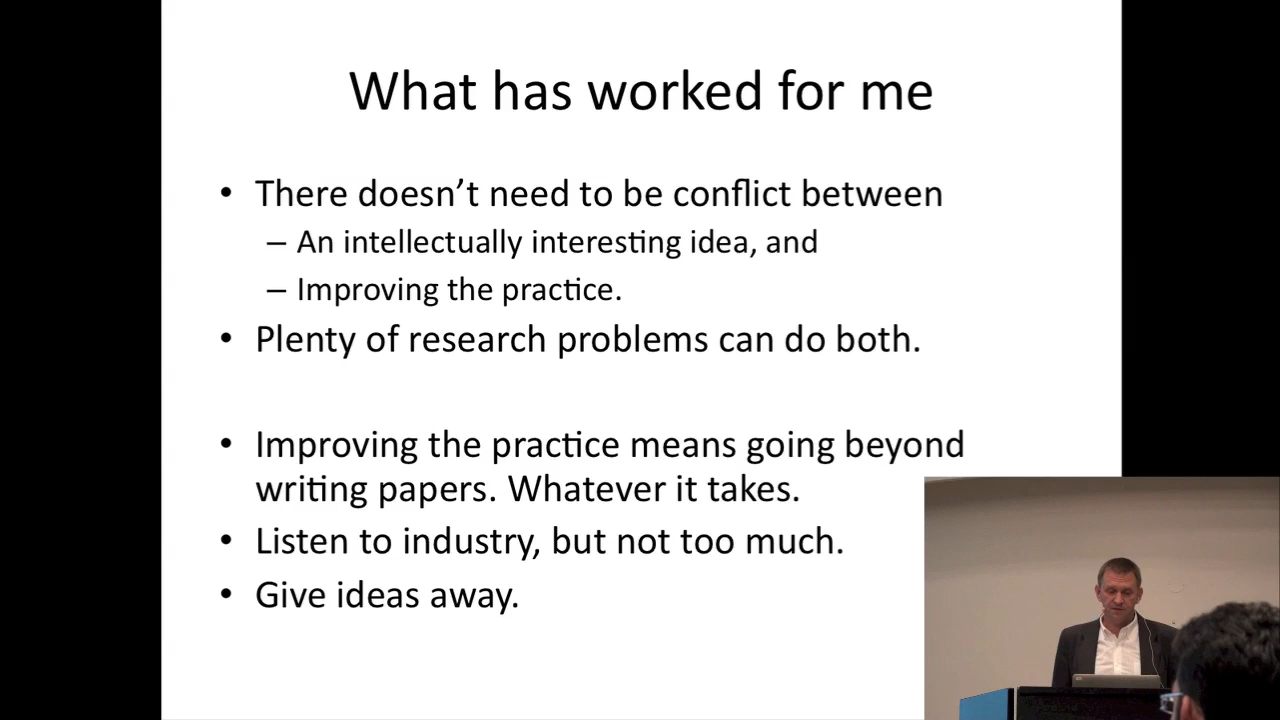 What has worked for me
• There doesn’t need to be conflict between
– An intellectually interesting idea, and
– Improving the practice.
• Plenty of research problems can do both.
• Improving the practice means going beyond
writing papers. Whatever it takes.
• Listen to industry, but not too much.
• Give ideas away.